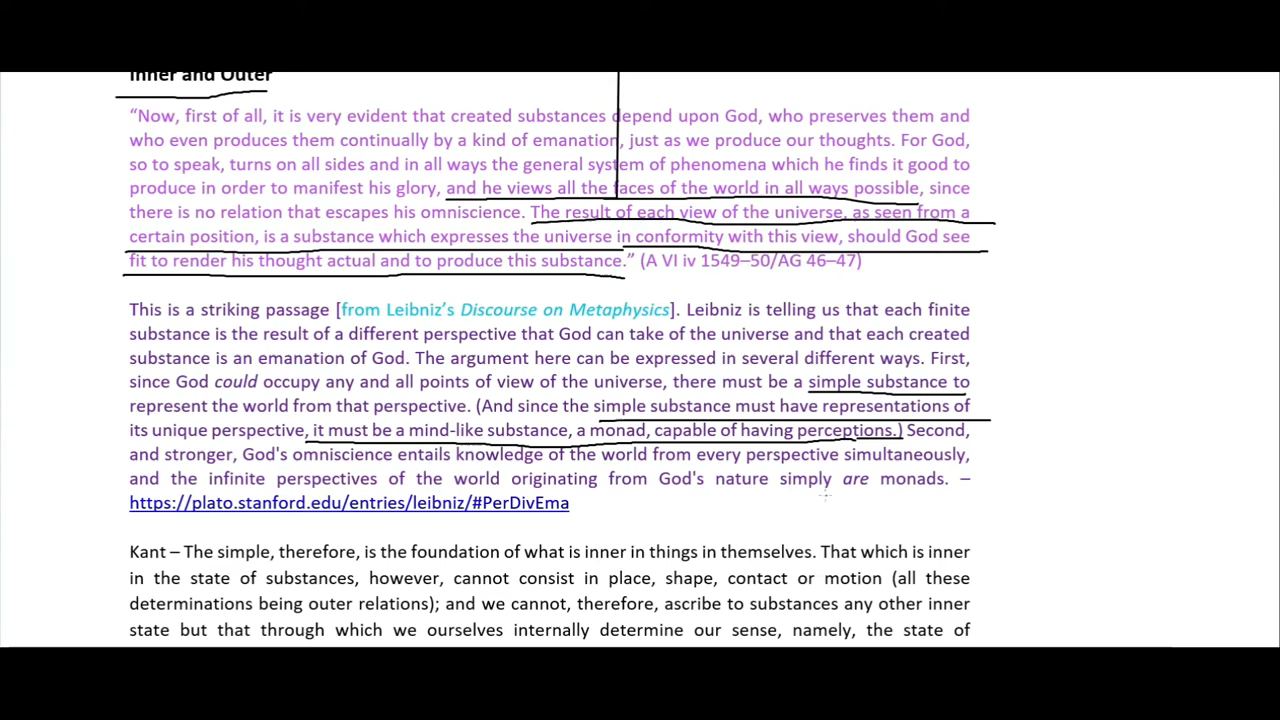 Inner and Outer
“Now, first of all, it is very evident that created substances depend upon God, who preserves them and
who even produces them continually by a kind of emanation, just as we produce our thoughts. For God,
so to speak, turns on all sides and in all ways the general system of phenomena which he finds it good to
produce in order to manifest his glory, and he views all the faces of the world in all ways possible, since
there is no relation that escapes his omniscience. The result of each view of the universe, as seen from a
certain position, is a substance which expresses the universe in conformity with this view, should God see
fit to render his thought actual and to produce this substance.” (A VI iv 1549–50/AG 46–47)
This is a striking passage [from Leibniz’s Discourse on Metaphysics]. Leibniz is telling us that each finite
substance is the result of a different perspective that God can take of the universe and that each created
substance is an emanation of God. The argument here can be expressed in several different ways. First,
since God could occupy any and all points of view of the universe, there must be a simple substance to
represent the world from that perspective. (And since the simple substance must have representations of
its unique perspective, it must be a mind-like substance, a monad, capable of having perceptions.) Second,
and stronger, God's omniscience entails knowledge of the world from every perspective simultaneously,
and the infinite perspectives of the world originating from God's nature simply are monads. –
https://plato.stanford.edu/entries/leibniz/#PerDivEma
Kant – The simple, therefore, is the foundation of what is inner in things in themselves. That which is inner
in the state of substances, however, cannot consist in place, shape, contact or motion (all these
determinations being outer relations); and we cannot, therefore, ascribe to substances any other inner
state but that through which we ourselves internally determine our sense, namely, the state of